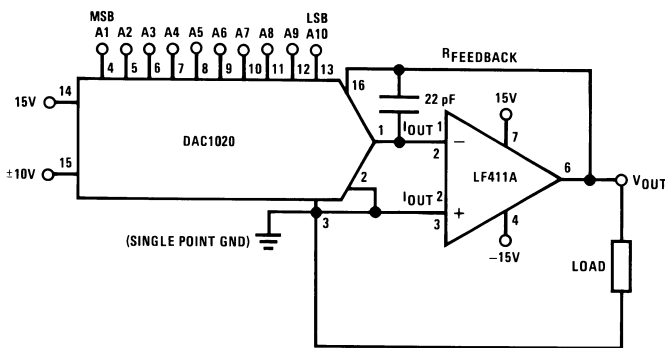 MSB LSB
A1 A2 A3 A4 A5 A6 A7 A8 A9 A10
4 5 6 7 8 9 10 11 12 13
RFEEDBACK
16
14
15V
22 pF
15V
DAC1020
1
IOUT 1
2
7
−
15
±10V
2
LF411A
6
VOUT
IOUT 2
+
3
4
3
(SINGLE POINT GND)
−15V
LOAD